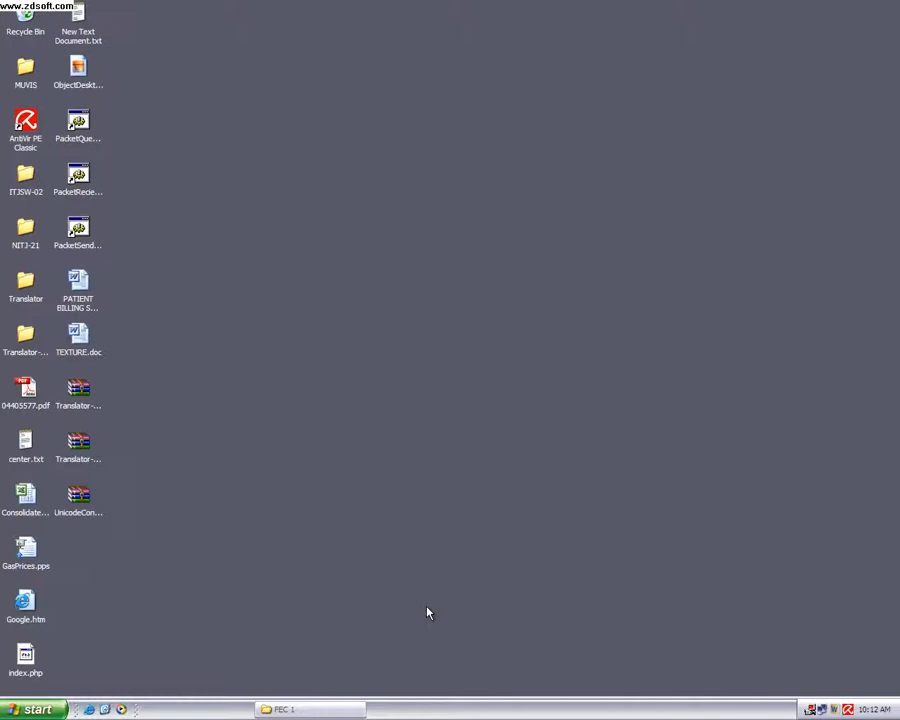 www.zdsoft.com
Recycle Bin
New Text
Document.txt
MUVIS
ObjectDeskt...
AntiVir PE
Classic
PacketQue...
ITJSW-02
PacketRecie...
NITJ-21
PacketSend...
Translator
PATIENT
BILLING S...
Translator-...
TEXTURE.doc
04405577.pdf
Translator-...
center.txt
Translator-...
Consolidate...
UnicodeCon...
GasPrices.pps
Google.htm
index.php
start
PEC 1
10:12 AM